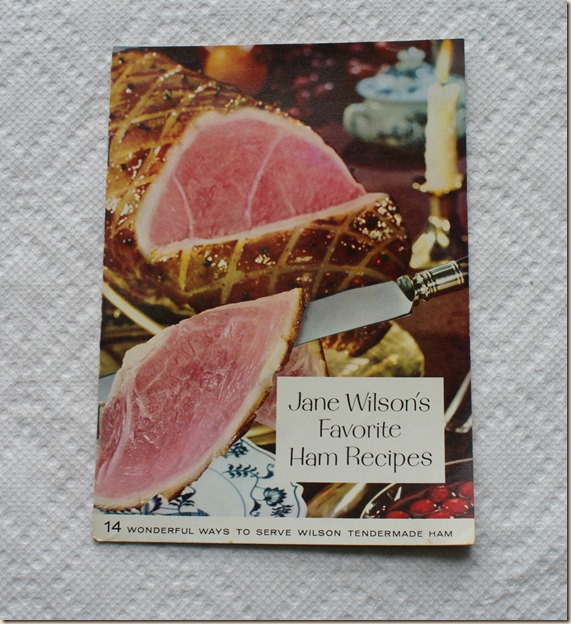 Jane Wilson's
Favorite
Ham Recipes
14 WONDERFUL WAYS TO SERVE WILSON TENDERMADE HAM